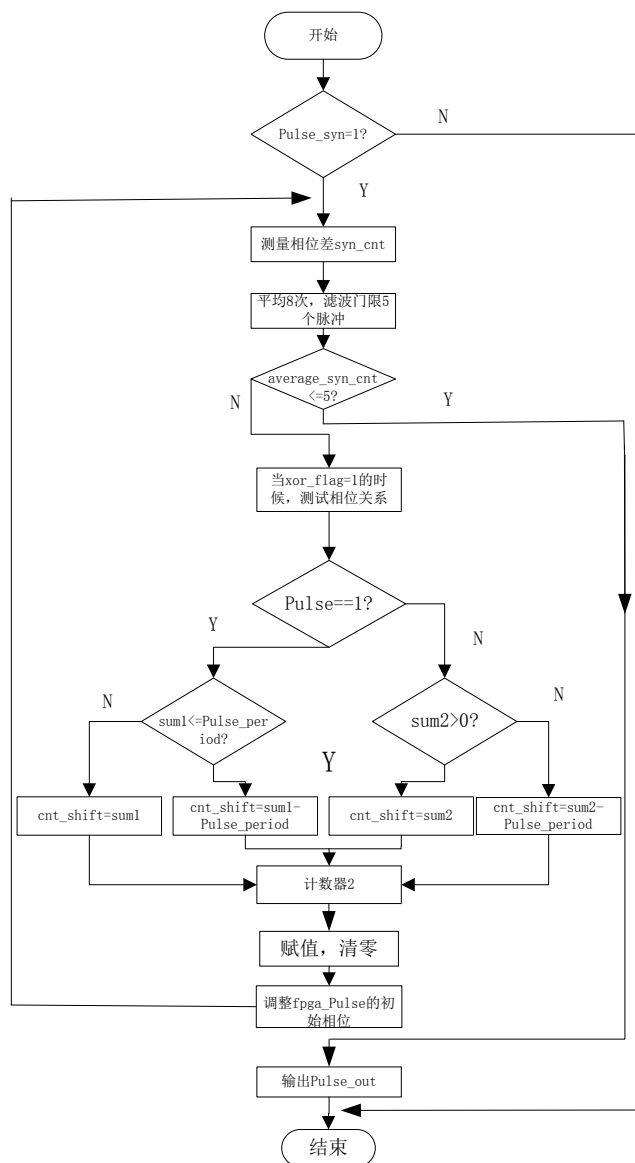 开始
Pulse_syn=1?
N
Y
测量相位差syn_cnt
平均8次，滤波门限5
个脉冲
average_syn_cnt
<=5?
N
Y
当xor_flag=1的时
候，测试相位关系
Pulse==1?
Y
N
N
sum1<=Pulse_per
iod?
sum2>0?
N
Y
cnt_shift=sum1
cnt_shift=sum1-
Pulse_period
cnt_shift=sum2
cnt_shift=sum2-
Pulse_period
计数器2
赋值，清零
调整fpga_Pulse的初
始相位
输出Pulse_out
结束